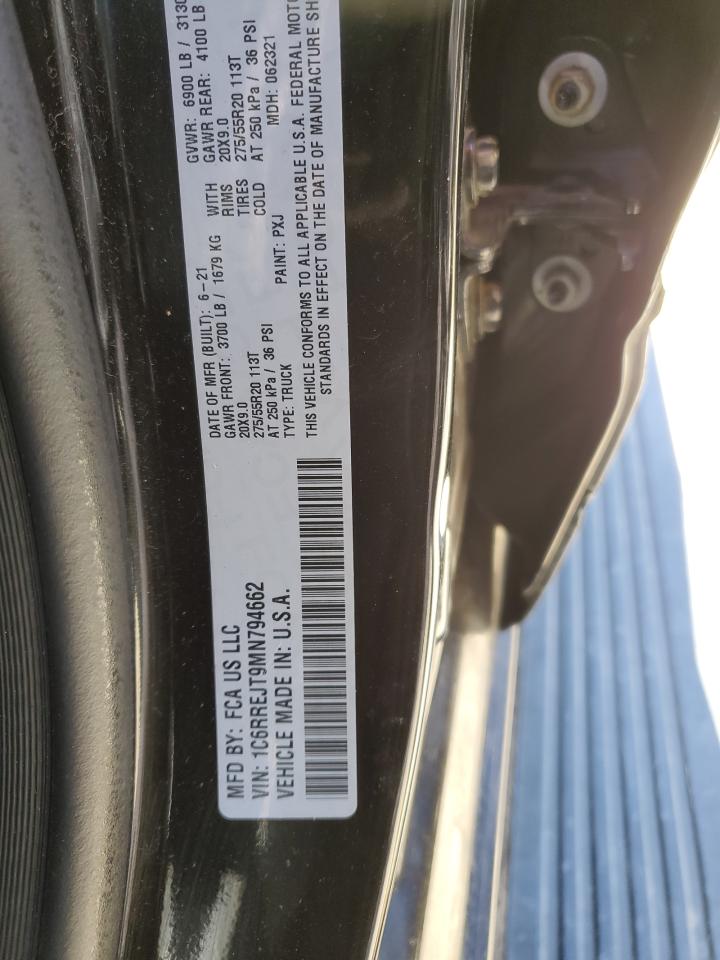 MFD BY: FCA US LLC
VIN: 1C6RREJT9MN794662
VEHICLE MADE IN: U.S.A.
DATE OF MFR (BUILT): 6-21
GAWR FRONT: 3700 LB / 1679 KG WITH
20X9.0 RIMS
275/55R20 113T TIRES
AT 250 kPa / 36 PSI COLD
TYPE: TRUCK PAINT: PXJ
GVWR: 6900 LB / 3130
GAWR REAR: 4100 LB
20X9.0
275/55R20 113T
AT 250 kPa / 36 PSI
MDH: 062321
THIS VEHICLE CONFORMS TO ALL APPLICABLE U.S.A. FEDERAL MOTO
STANDARDS IN EFFECT ON THE DATE OF MANUFACTURE SH